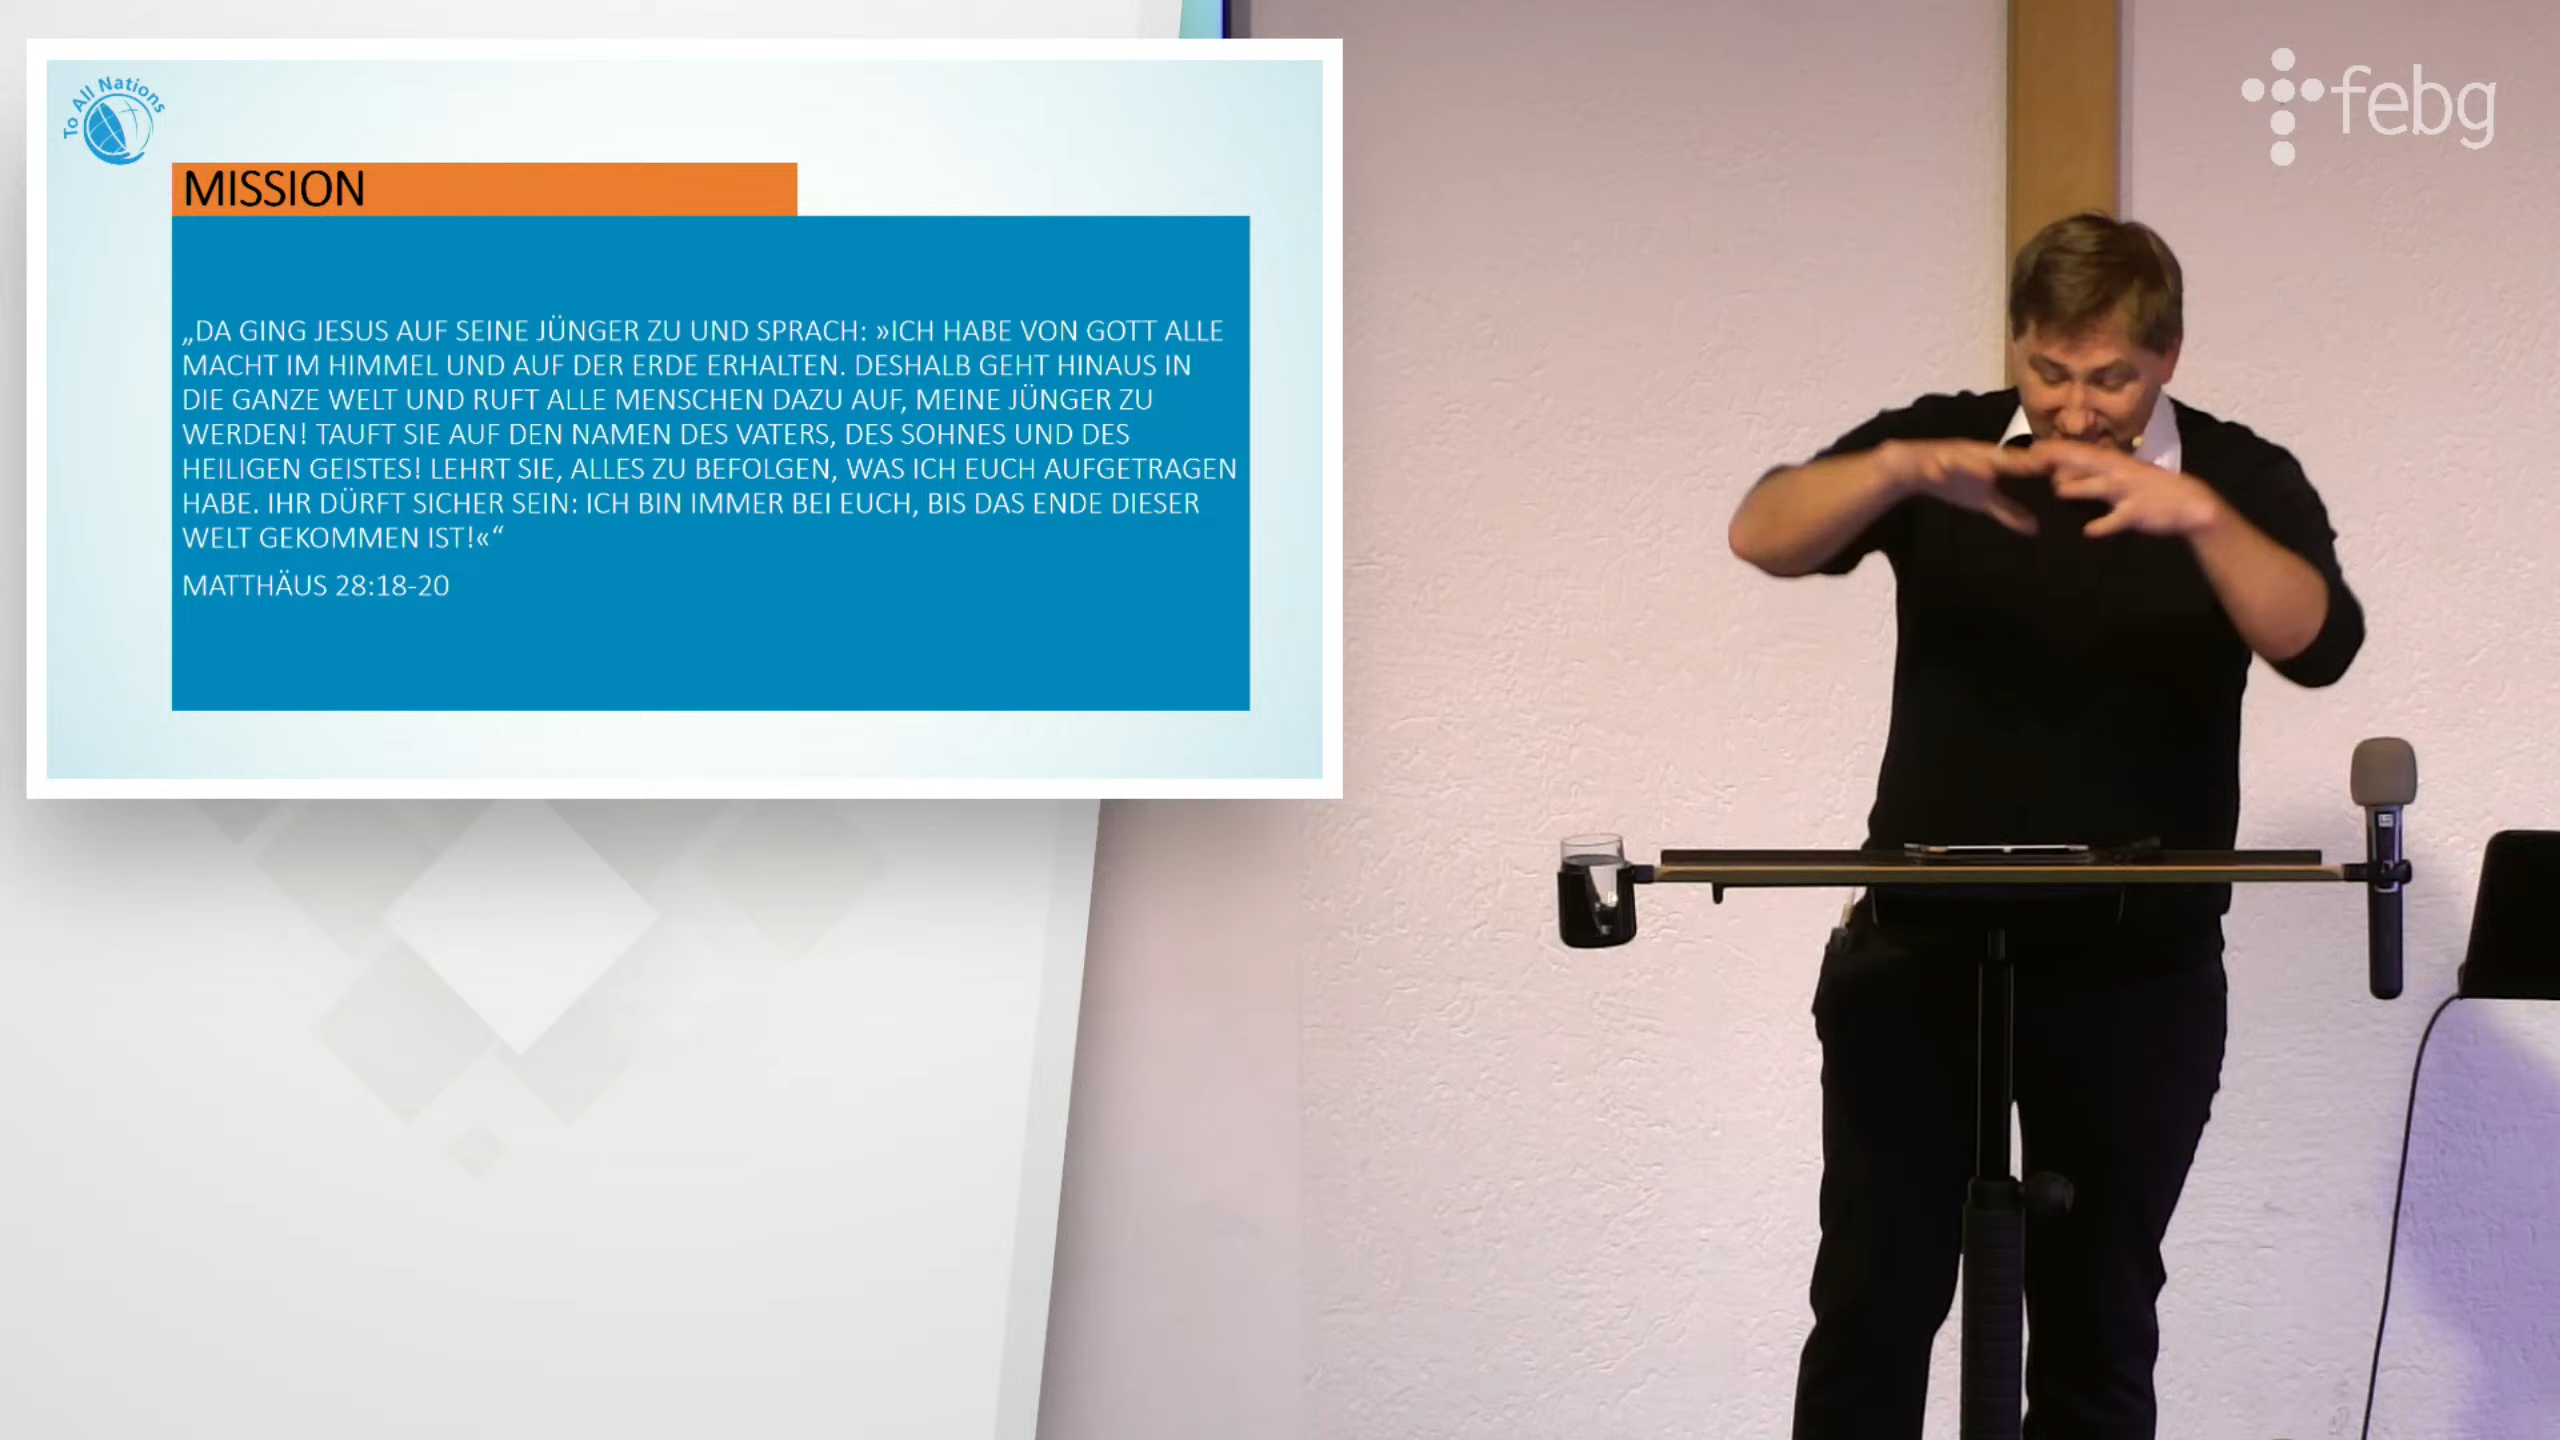 To All Nations
febg
MISSION
„DA GING JESUS AUF SEINE JÜNGER ZU UND SPRACH: »ICH HABE VON GOTT ALLE
MACHT IM HIMMEL UND AUF DER ERDE ERHALTEN. DESHALB GEHT HINAUS IN
DIE GANZE WELT UND RUFT ALLE MENSCHEN DAZU AUF, MEINE JÜNGER ZU
WERDEN! TAUFT SIE AUF DEN NAMEN DES VATERS, DES SOHNES UND DES
HEILIGEN GEISTES! LEHRT SIE, ALLES ZU BEFOLGEN, WAS ICH EUCH AUFGETRAGEN
HABE. IHR DÜRFT SICHER SEIN: ICH BIN IMMER BEI EUCH, BIS DAS ENDE DIESER
WELT GEKOMMEN IST!«“
MATTHÄUS 28:18-20